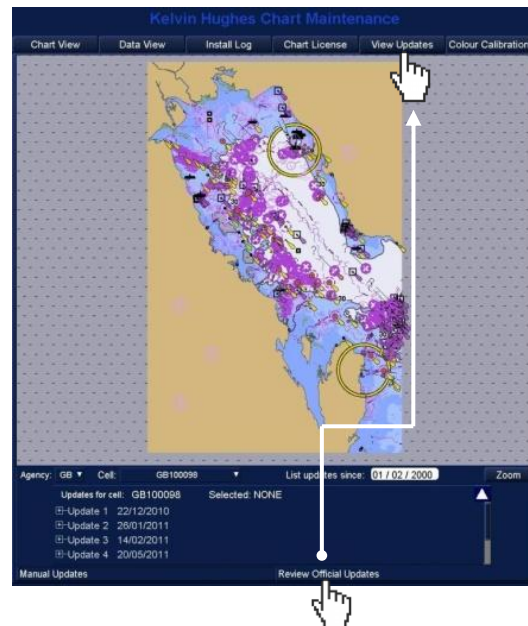 Kelvin Hughes Chart Maintenance
Chart View Data View Install Log Chart License View Updates Colour Calibration
Agency: GB Cell: GB100098 List updates since: 01 / 02 / 2000 Zoom
Updates for cell: GB100098 Selected: NONE
Update 1 22/12/2010
Update 2 26/01/2011
Update 3 14/02/2011
Update 4 20/05/2011
Manual Updates Review Official Updates